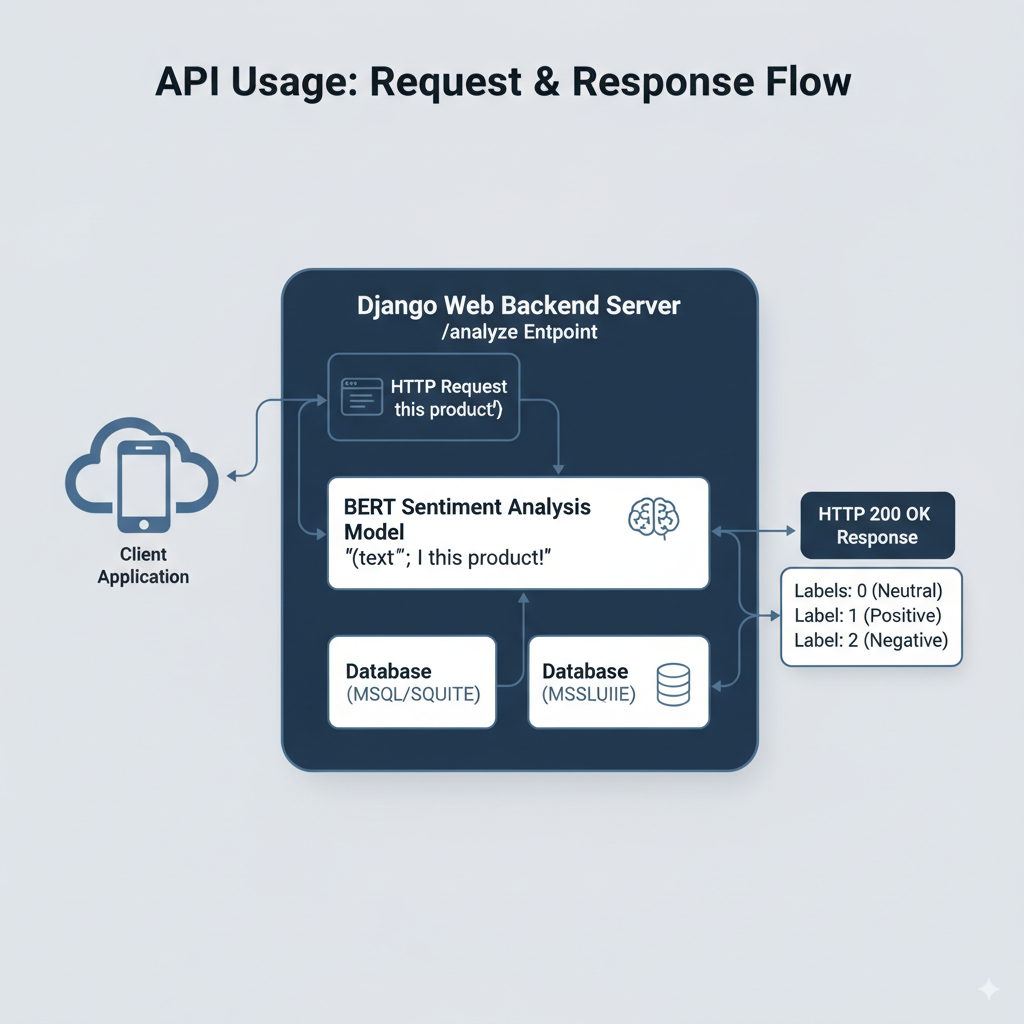 API Usage: Request & Response Flow
Django Web Backend Server
/analyze Entpoint
HTTP Request
this product')
Client
Application
BERT Sentiment Analysis
Model
"(text"'; I this product!"
HTTP 200 OK
Response
Labels: 0 (Neutral)
Label: 1 (Positive)
Label: 2 (Negative)
Database
(MSQL/SQUITE)
Database
(MSSLUIIE)